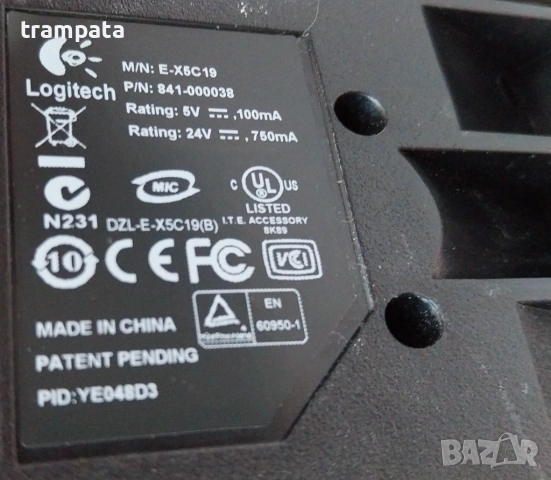 trampata
Logitech
M/N: E-X5C19
P/N: 841-000038
Rating: 5V ⎓ ,100mA
Rating: 24V ⎓ , 750mA
N231
MIC
DZL-E-X5C19(B)
C UL US
LISTED
I.T.E. ACCESSORY
5K69
10
CE FC
VCI
EN
60950-1
MADE IN CHINA
PATENT PENDING
PID:YE048D3
BAZAR